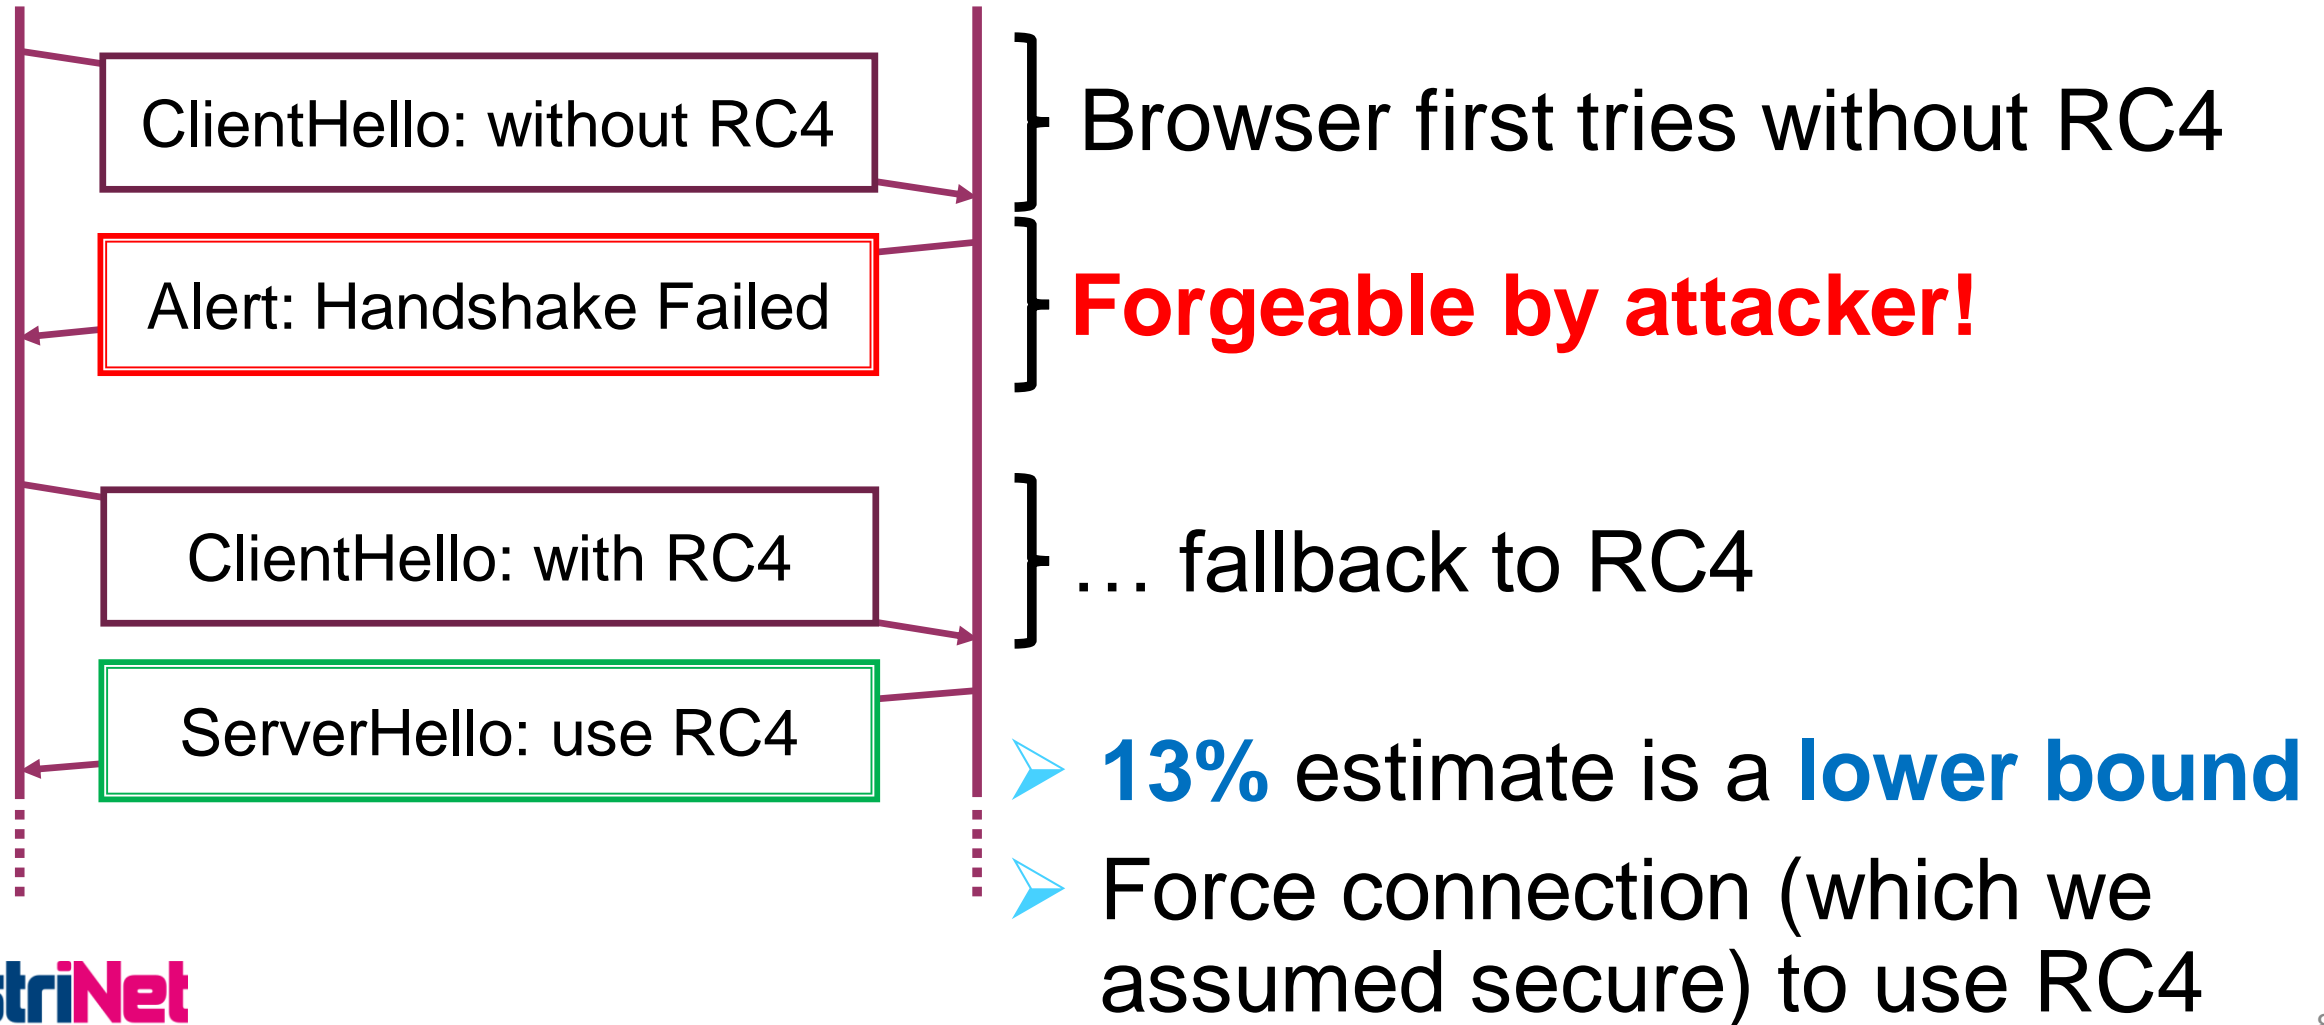 ClientHello: without RC4
Browser first tries without RC4
Alert: Handshake Failed
Forgeable by attacker!
ClientHello: with RC4
… fallback to RC4
ServerHello: use RC4
13% estimate is a lower bound
Force connection (which we
assumed secure) to use RC4
striNet